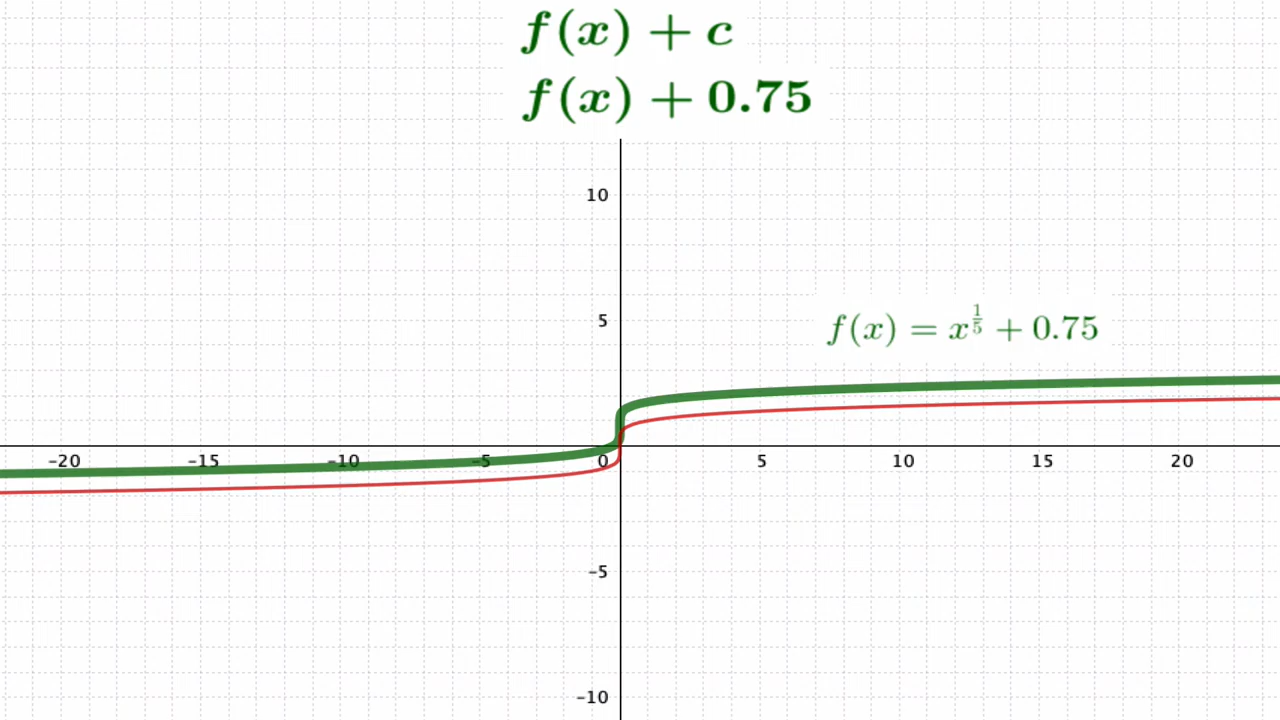 f(x) + c
f(x) + 0.75
10
5
f(x) = x^{1/5} + 0.75
−20 −15 −10 −5 0 5 10 15 20
−5
−10